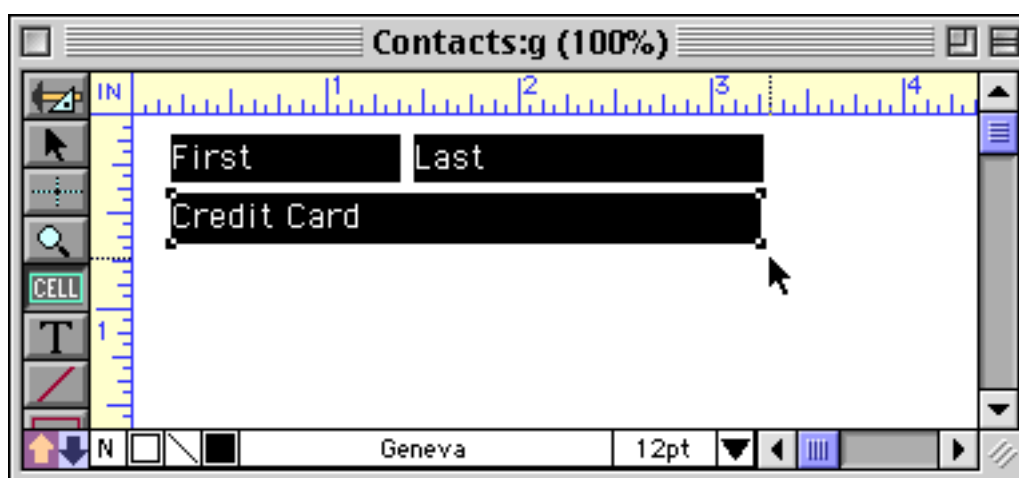 Contacts:g (100%)
IN 1 2 3 4
First Last
Credit Card
CELL
T
1
N Geneva 12pt